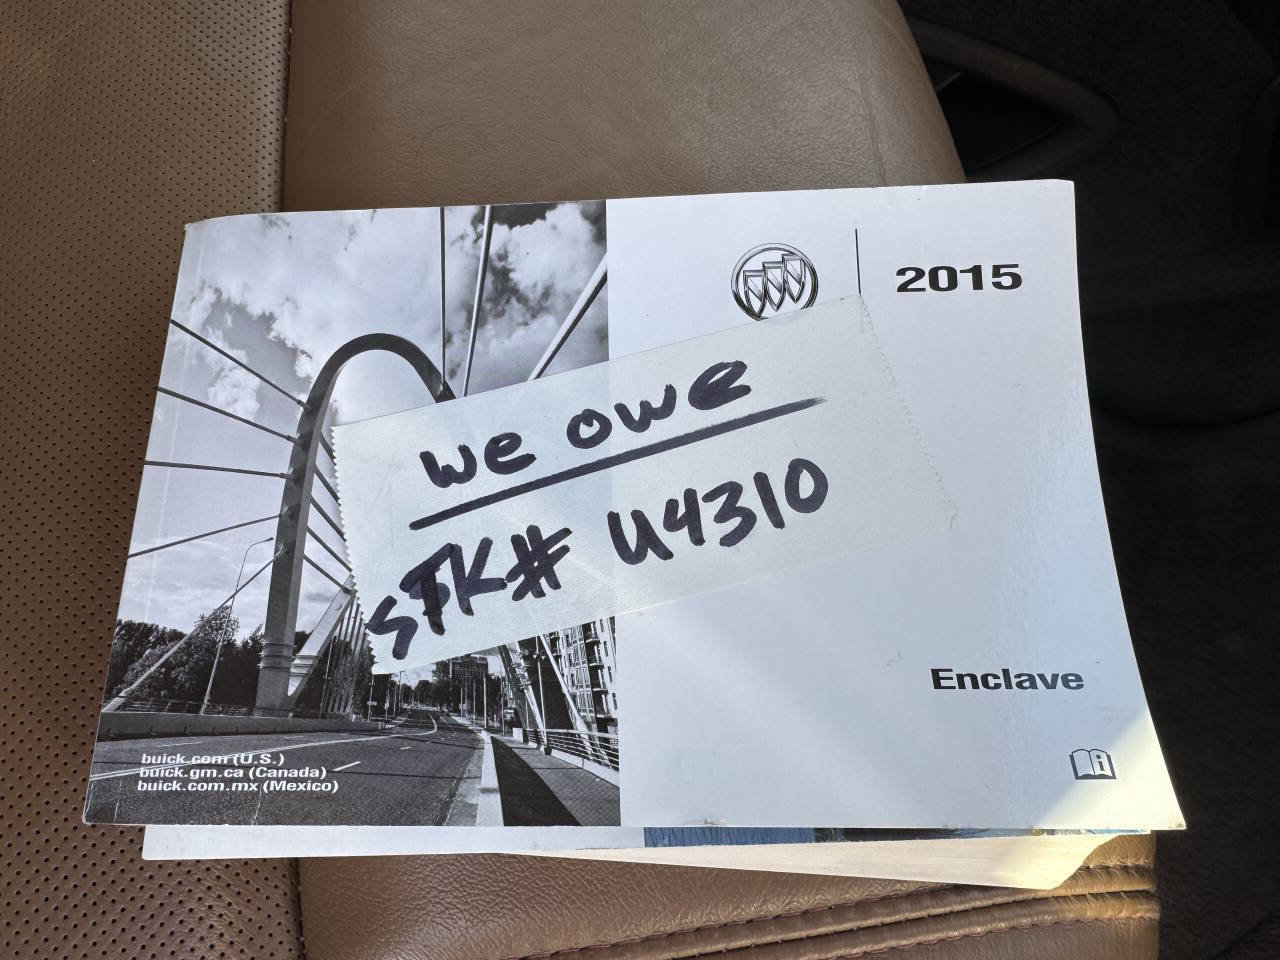 2015
we owe
STK# U4310
Enclave
buick.com (U.S.)
buick.gm.ca (Canada)
buick.com.mx (Mexico)